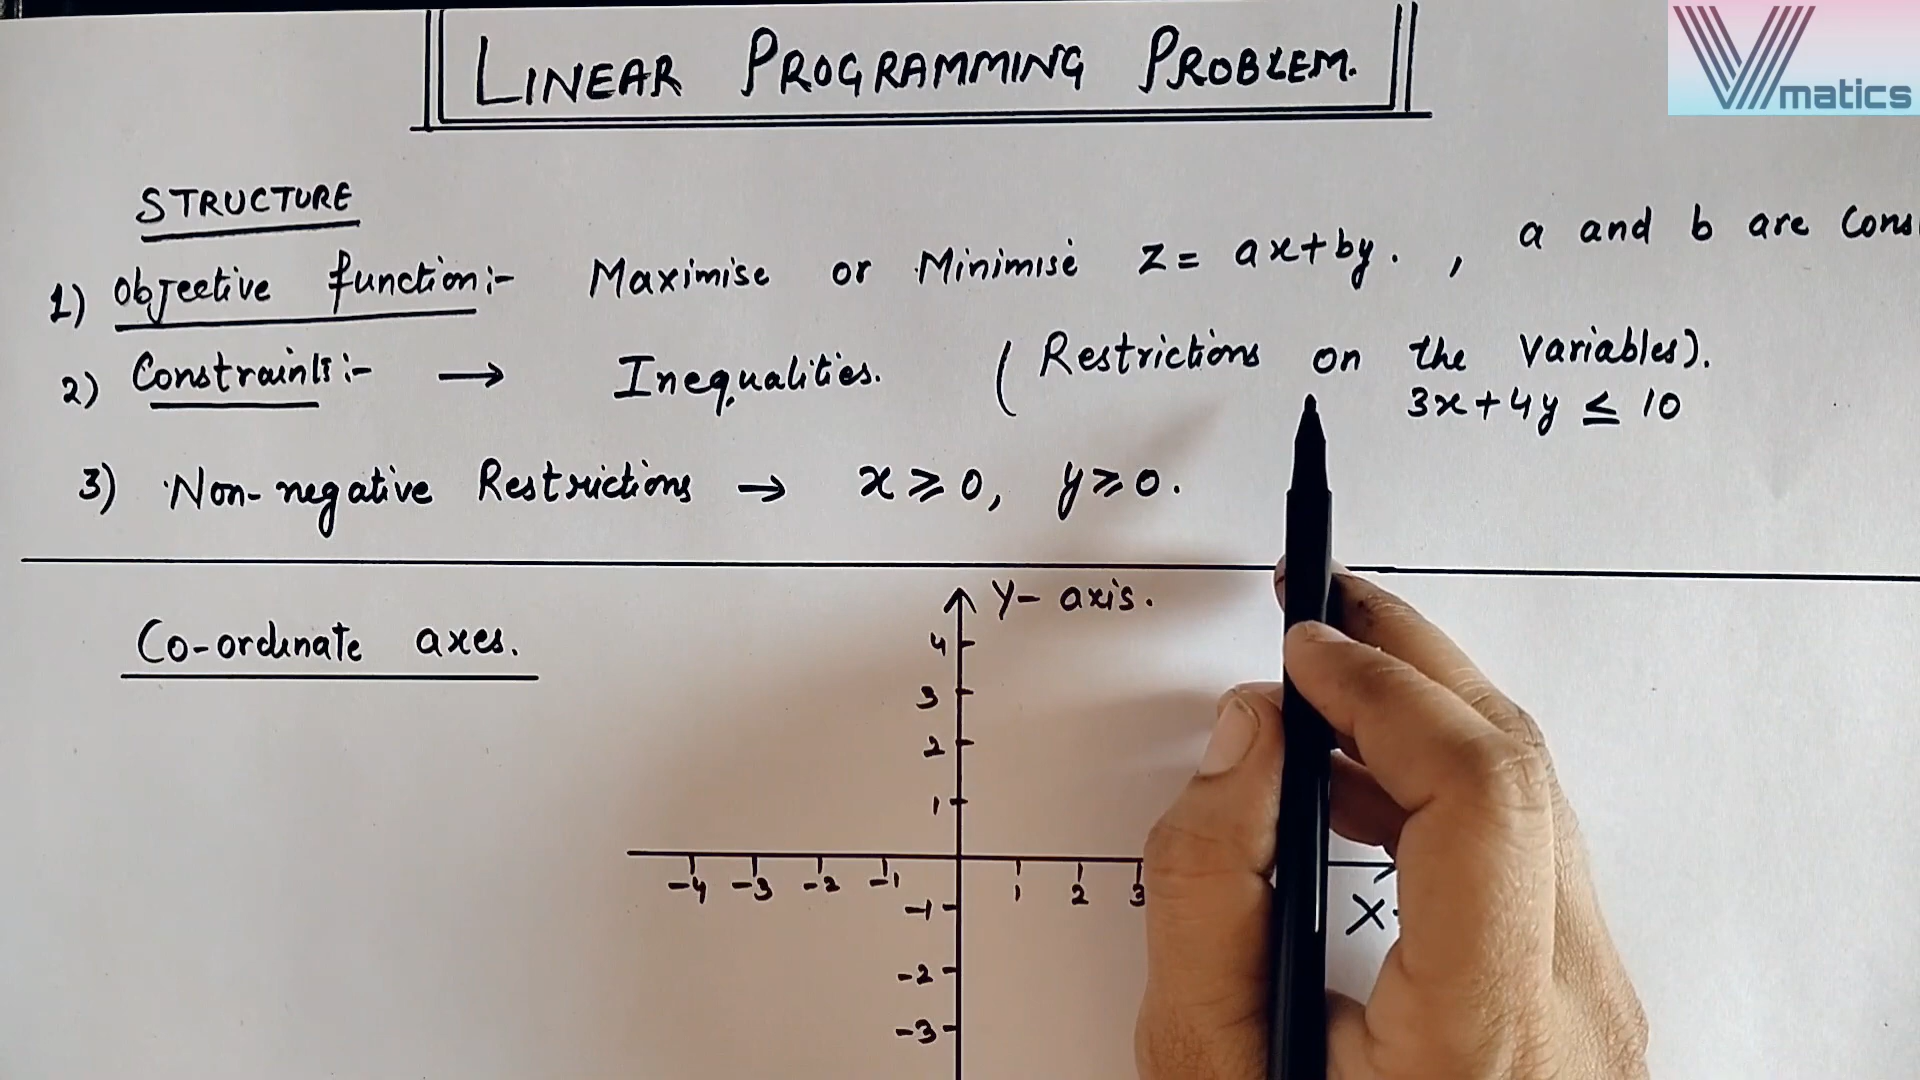 LINEAR PROGRAMMING PROBLEM.
Vmatics
STRUCTURE
1) Objective function:- Maximise or Minimise z = ax+by. , a and b are Cons
2) Constraints:- → Inequalities. (Restrictions on the variables).
3x+4y ≤ 10
3) Non-negative Restrictions → x ≥ 0, y ≥ 0.
Co-ordinate axes.
Y-axis.
4
3
2
1
-4 -3 -2 -1 1 2 3
X-
-1
-2
-3